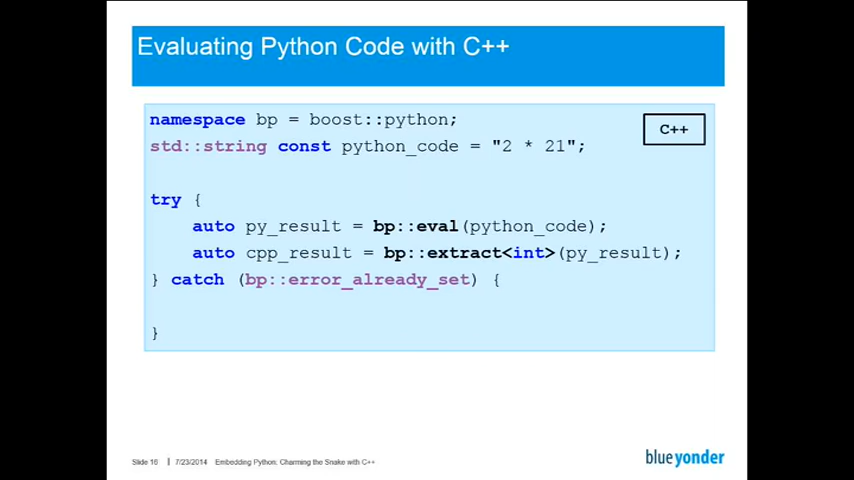 Evaluating Python Code with C++
namespace bp = boost::python;
C++
std::string const python_code = "2 * 21";
try {
auto py_result = bp::eval(python_code);
auto cpp_result = bp::extract<int>(py_result);
} catch (bp::error_already_set) {
}
Slide 16 | 7/23/2014 Embedding Python: Charming the Snake with C++
blueyonder